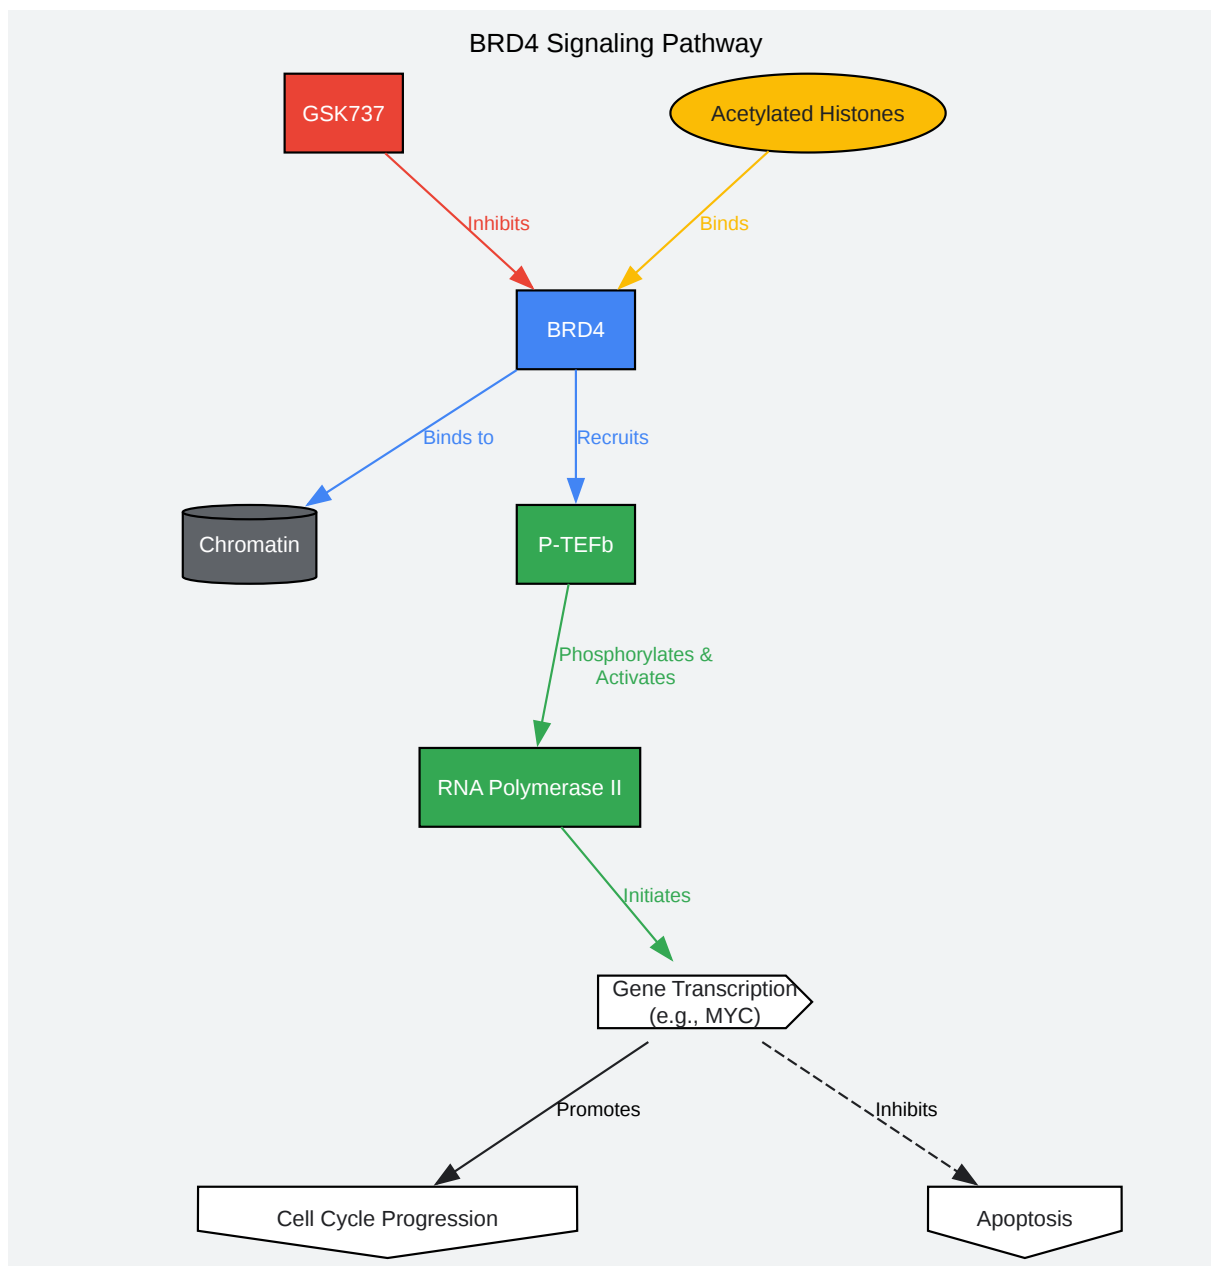 BRD4 Signaling Pathway
GSK737
Acetylated Histones
Inhibits
Binds
BRD4
Binds to
Recruits
Chromatin
P-TEFb
Phosphorylates &
Activates
RNA Polymerase II
Initiates
Gene Transcription
(e.g., MYC)
Promotes
Inhibits
Cell Cycle Progression
Apoptosis